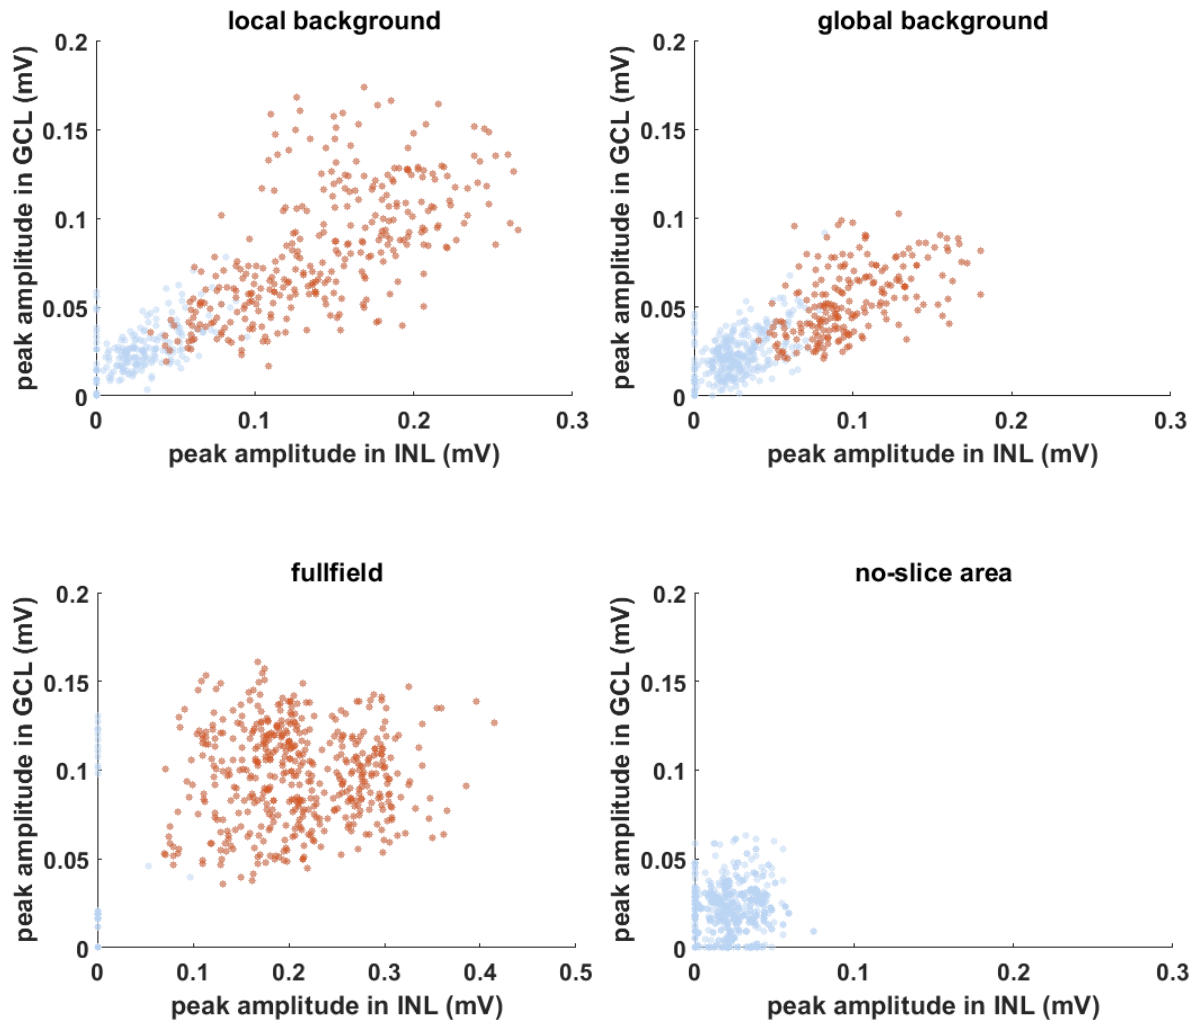 local background
peak amplitude in GCL (mV)
0.2
0.15
0.1
0.05
0
0 0.1 0.2 0.3
peak amplitude in INL (mV)
global background
peak amplitude in GCL (mV)
0.2
0.15
0.1
0.05
0
0 0.1 0.2 0.3
peak amplitude in INL (mV)
fullfield
peak amplitude in GCL (mV)
0.2
0.15
0.1
0.05
0
0 0.1 0.2 0.3 0.4 0.5
peak amplitude in INL (mV)
no-slice area
peak amplitude in GCL (mV)
0.2
0.15
0.1
0.05
0
0 0.1 0.2 0.3
peak amplitude in INL (mV)